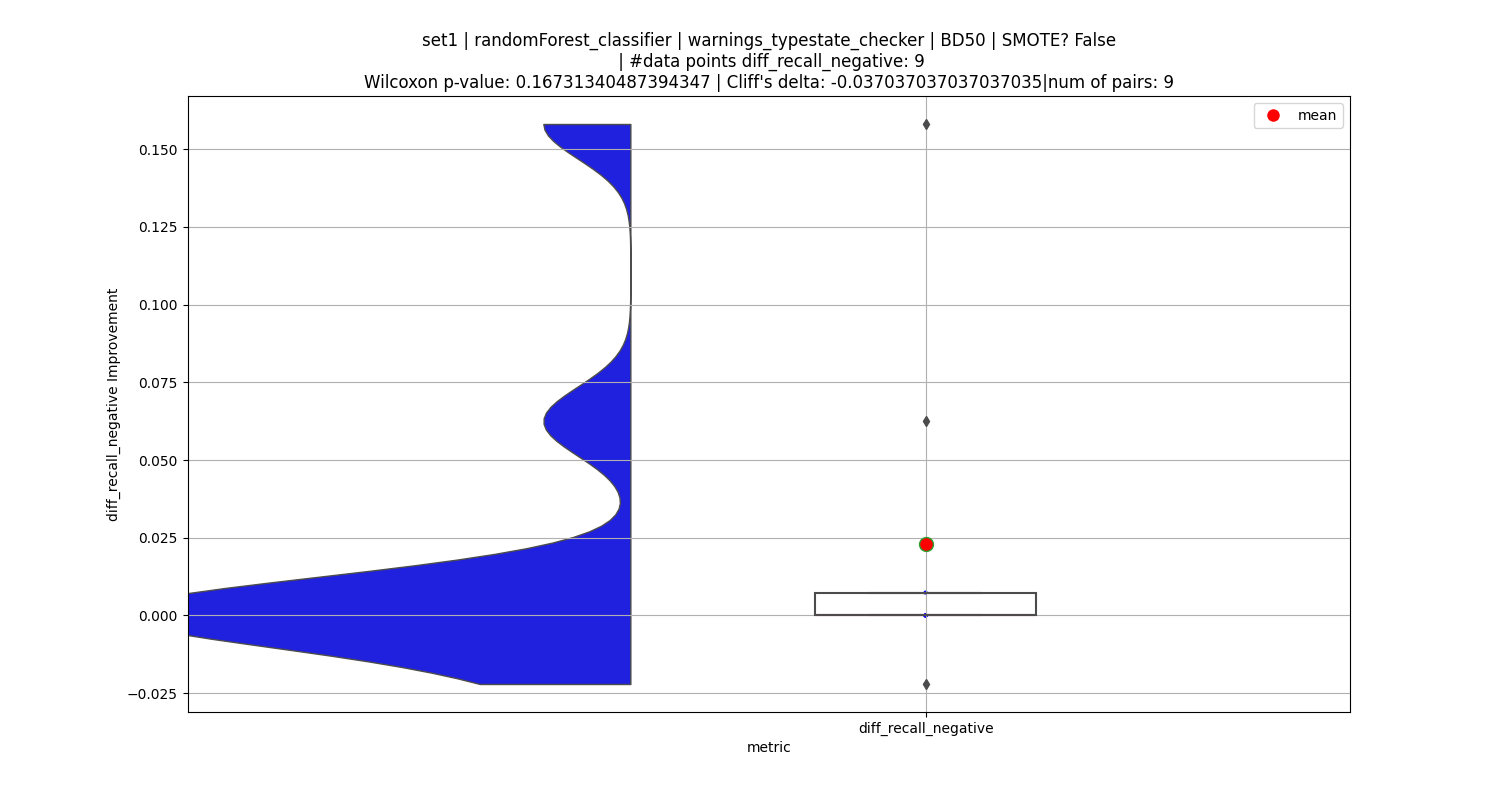 set1 | randomForest_classifier | warnings_typestate_checker | BD50 | SMOTE? False
| #data points diff_recall_negative: 9
Wilcoxon p-value: 0.16731340487394347 | Cliff's delta: -0.037037037037037035|num of pairs: 9
mean
0.150
0.125
0.100
0.075
0.050
0.025
0.000
−0.025
diff_recall_negative Improvement
diff_recall_negative
metric